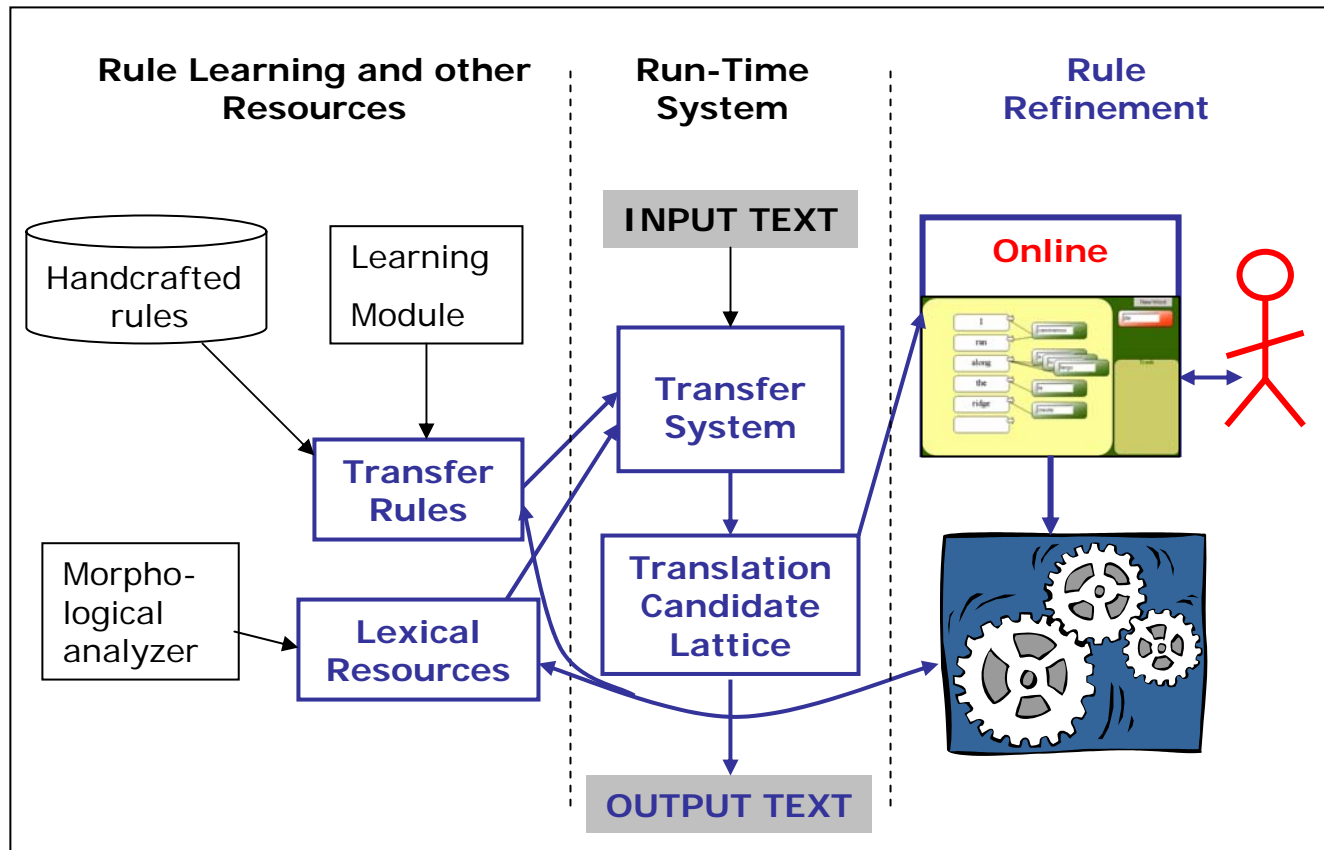 Rule Learning and other
Resources
Run-Time
System
Rule
Refinement
Handcrafted
rules
Learning
Module
INPUT TEXT
Online
I
ran
along
the
ridge
Transfer
System
Transfer
Rules
Morpho-
logical
analyzer
Lexical
Resources
Translation
Candidate
Lattice
OUTPUT TEXT